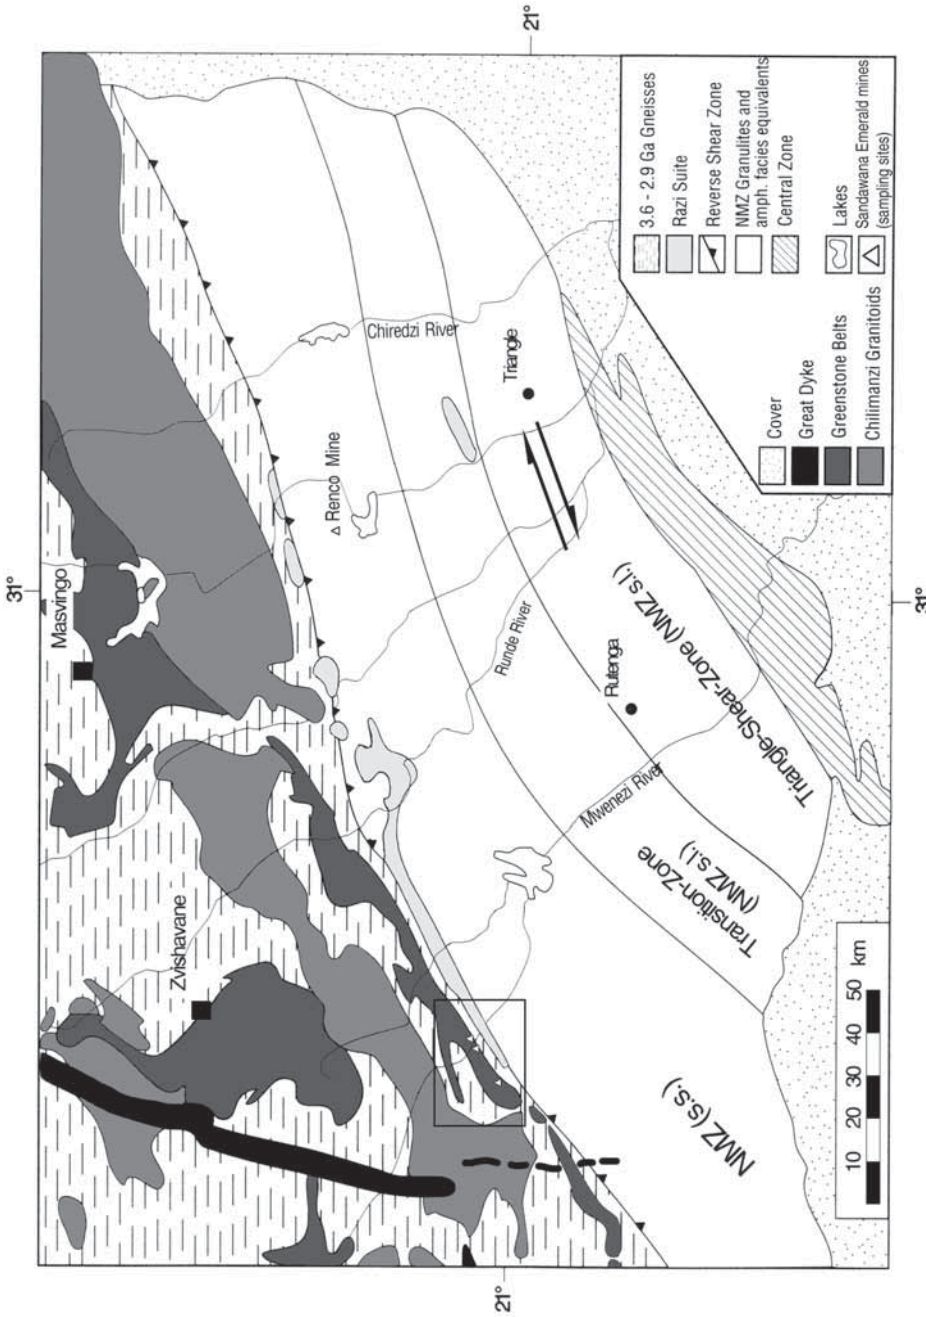 31°
21°
Masvingo
Zvishavane
Renco Mine
Chiredzi River
Triangle
Runde River
Rutenga
Mwenezi River
Triangle-Shear-Zone (NMZ s.l.)
Transition-Zone
(NMZ s.l.)
NMZ (s.s.)
21°
31°
10 20 30 40 50 km
Cover
Great Dyke
Greenstone Belts
Chilimanzi Granitoids
3.6 - 2.9 Ga Gneisses
Razi Suite
Reverse Shear Zone
NMZ Granulites and
amph. facies equivalents
Central Zone
Lakes
Sandawana Emerald mines
(sampling sites)